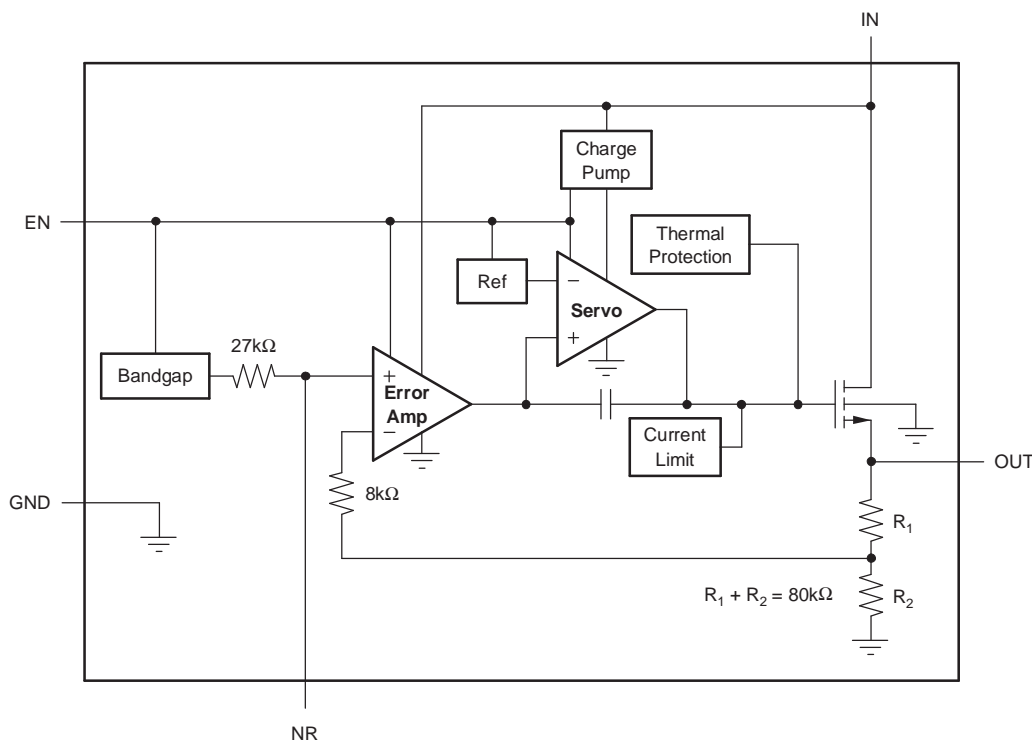 IN
Charge
Pump
EN
Thermal
Protection
Ref
−
Servo
27kΩ
+
Bandgap
+
Error
Amp
−
Current
Limit
OUT
8kΩ
GND
R1
R1 + R2 = 80kΩ
R2
NR